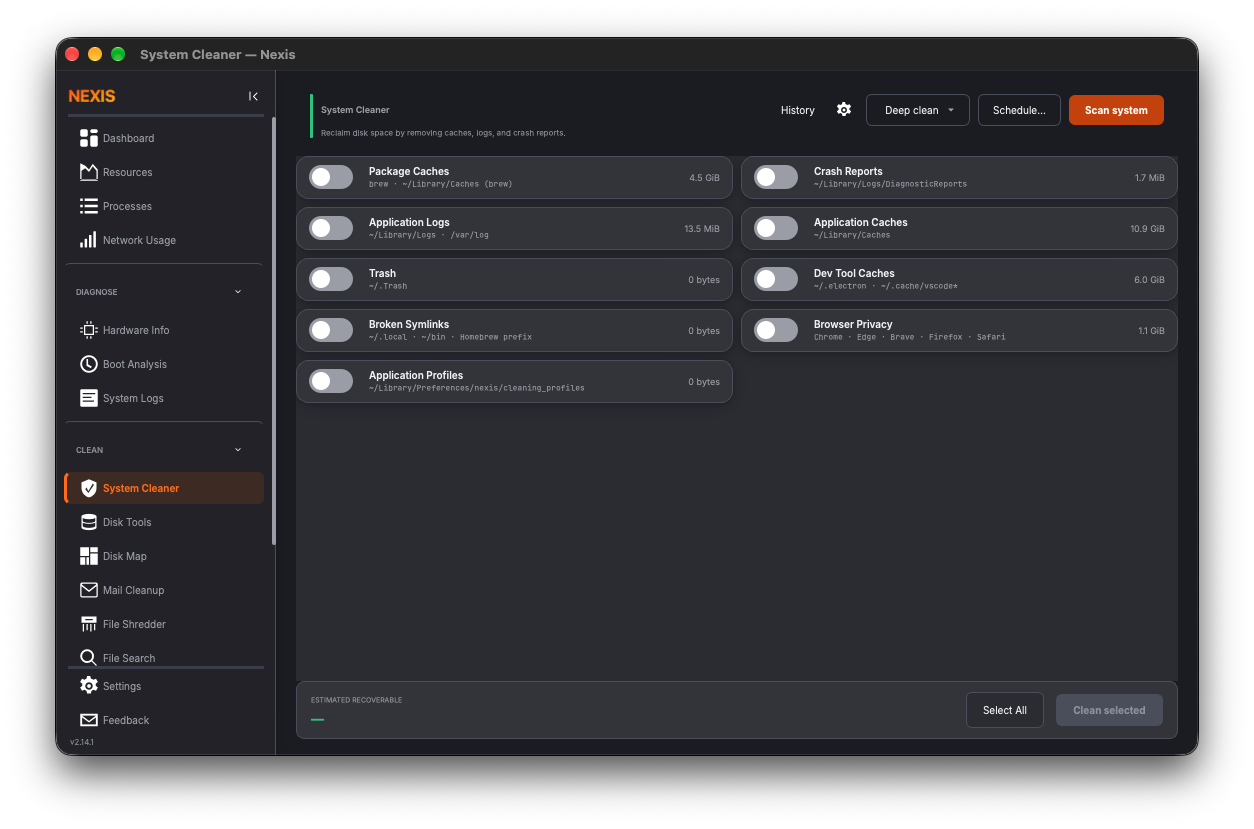 System Cleaner — Nexis
NEXIS
Dashboard
Resources
Processes
Network Usage
DIAGNOSE
Hardware Info
Boot Analysis
System Logs
CLEAN
System Cleaner
Disk Tools
Disk Map
Mail Cleanup
File Shredder
File Search
Settings
Feedback
v2.14.1
System Cleaner
Reclaim disk space by removing caches, logs, and crash reports.
History
Deep clean
Schedule...
Scan system
Package Caches
brew · ~/Library/Caches (brew)
4.5 GiB
Crash Reports
~/Library/Logs/DiagnosticReports
1.7 MiB
Application Logs
~/Library/Logs · /var/log
13.5 MiB
Application Caches
~/Library/Caches
10.9 GiB
Trash
~/.Trash
0 bytes
Dev Tool Caches
~/.electron · ~/.cache/vscode*
6.0 GiB
Broken Symlinks
~/.local · ~/bin · Homebrew prefix
0 bytes
Browser Privacy
Chrome · Edge · Brave · Firefox · Safari
1.1 GiB
Application Profiles
~/Library/Preferences/nexis/cleaning_profiles
0 bytes
ESTIMATED RECOVERABLE
—
Select All
Clean selected